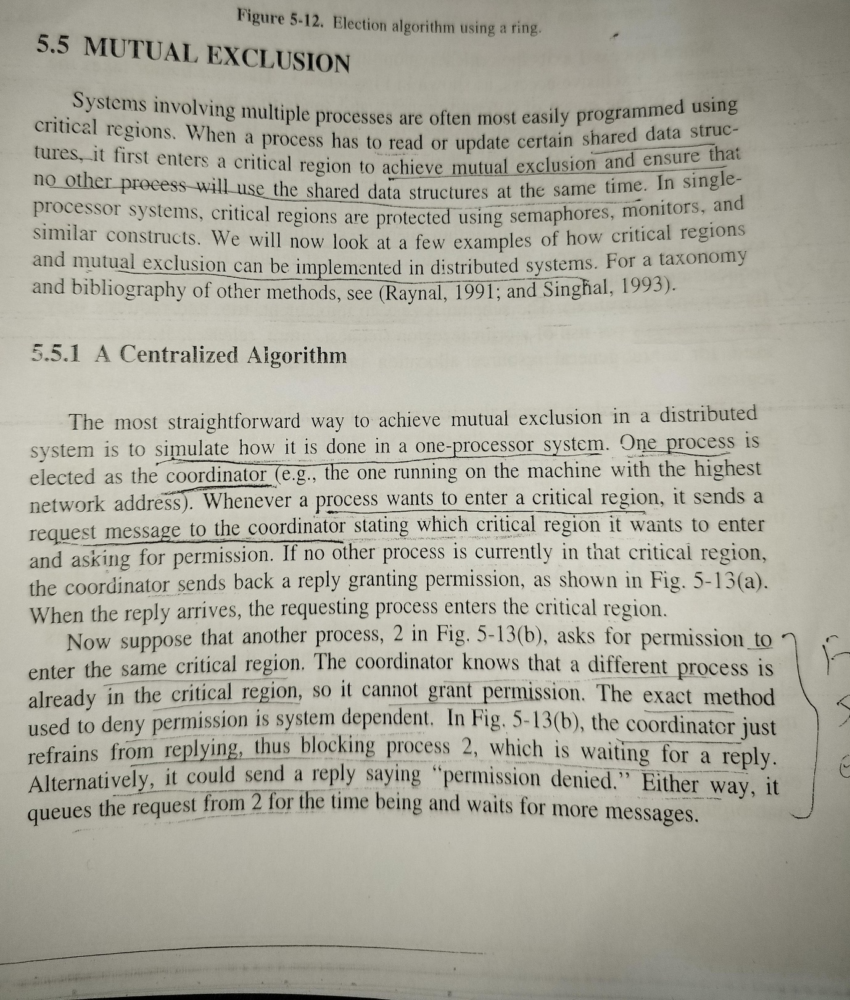 Figure 5-12. Election algorithm using a ring.
5.5 MUTUAL EXCLUSION
Systems involving multiple processes are often most easily programmed using
critical regions. When a process has to read or update certain shared data struc-
tures, it first enters a critical region to achieve mutual exclusion and ensure that
no other process will use the shared data structures at the same time. In single-
processor systems, critical regions are protected using semaphores, monitors, and
similar constructs. We will now look at a few examples of how critical regions
and mutual exclusion can be implemented in distributed systems. For a taxonomy
and bibliography of other methods, see (Raynal, 1991; and Singhal, 1993).
5.5.1 A Centralized Algorithm
The most straightforward way to achieve mutual exclusion in a distributed
system is to simulate how it is done in a one-processor system. One process is
elected as the coordinator (e.g., the one running on the machine with the highest
network address). Whenever a process wants to enter a critical region, it sends a
request message to the coordinator stating which critical region it wants to enter
and asking for permission. If no other process is currently in that critical region,
the coordinator sends back a reply granting permission, as shown in Fig. 5-13(a).
When the reply arrives, the requesting process enters the critical region.
Now suppose that another process, 2 in Fig. 5-13(b), asks for permission to
enter the same critical region. The coordinator knows that a different process is
already in the critical region, so it cannot grant permission. The exact method
used to deny permission is system dependent. In Fig. 5-13(b), the coordinator just
refrains from replying, thus blocking process 2, which is waiting for a reply.
Alternatively, it could send a reply saying “permission denied.” Either way, it
queues the request from 2 for the time being and waits for more messages.